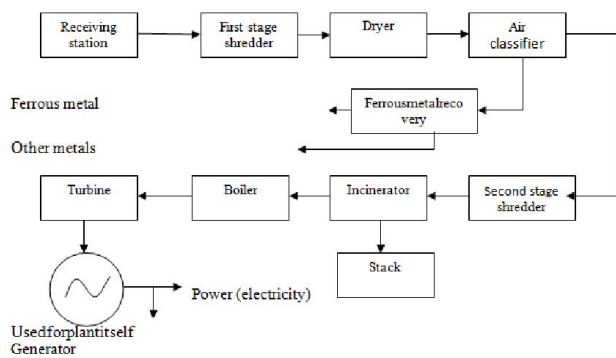 Receiving
station
First stage
shredder
Dryer
Air
classifier
Ferrous metal
Ferrousmetalreco
very
Other metals
Turbine
Boiler
Incinerator
Second stage
shredder
Stack
Power (electricity)
Usedforplantitself
Generator